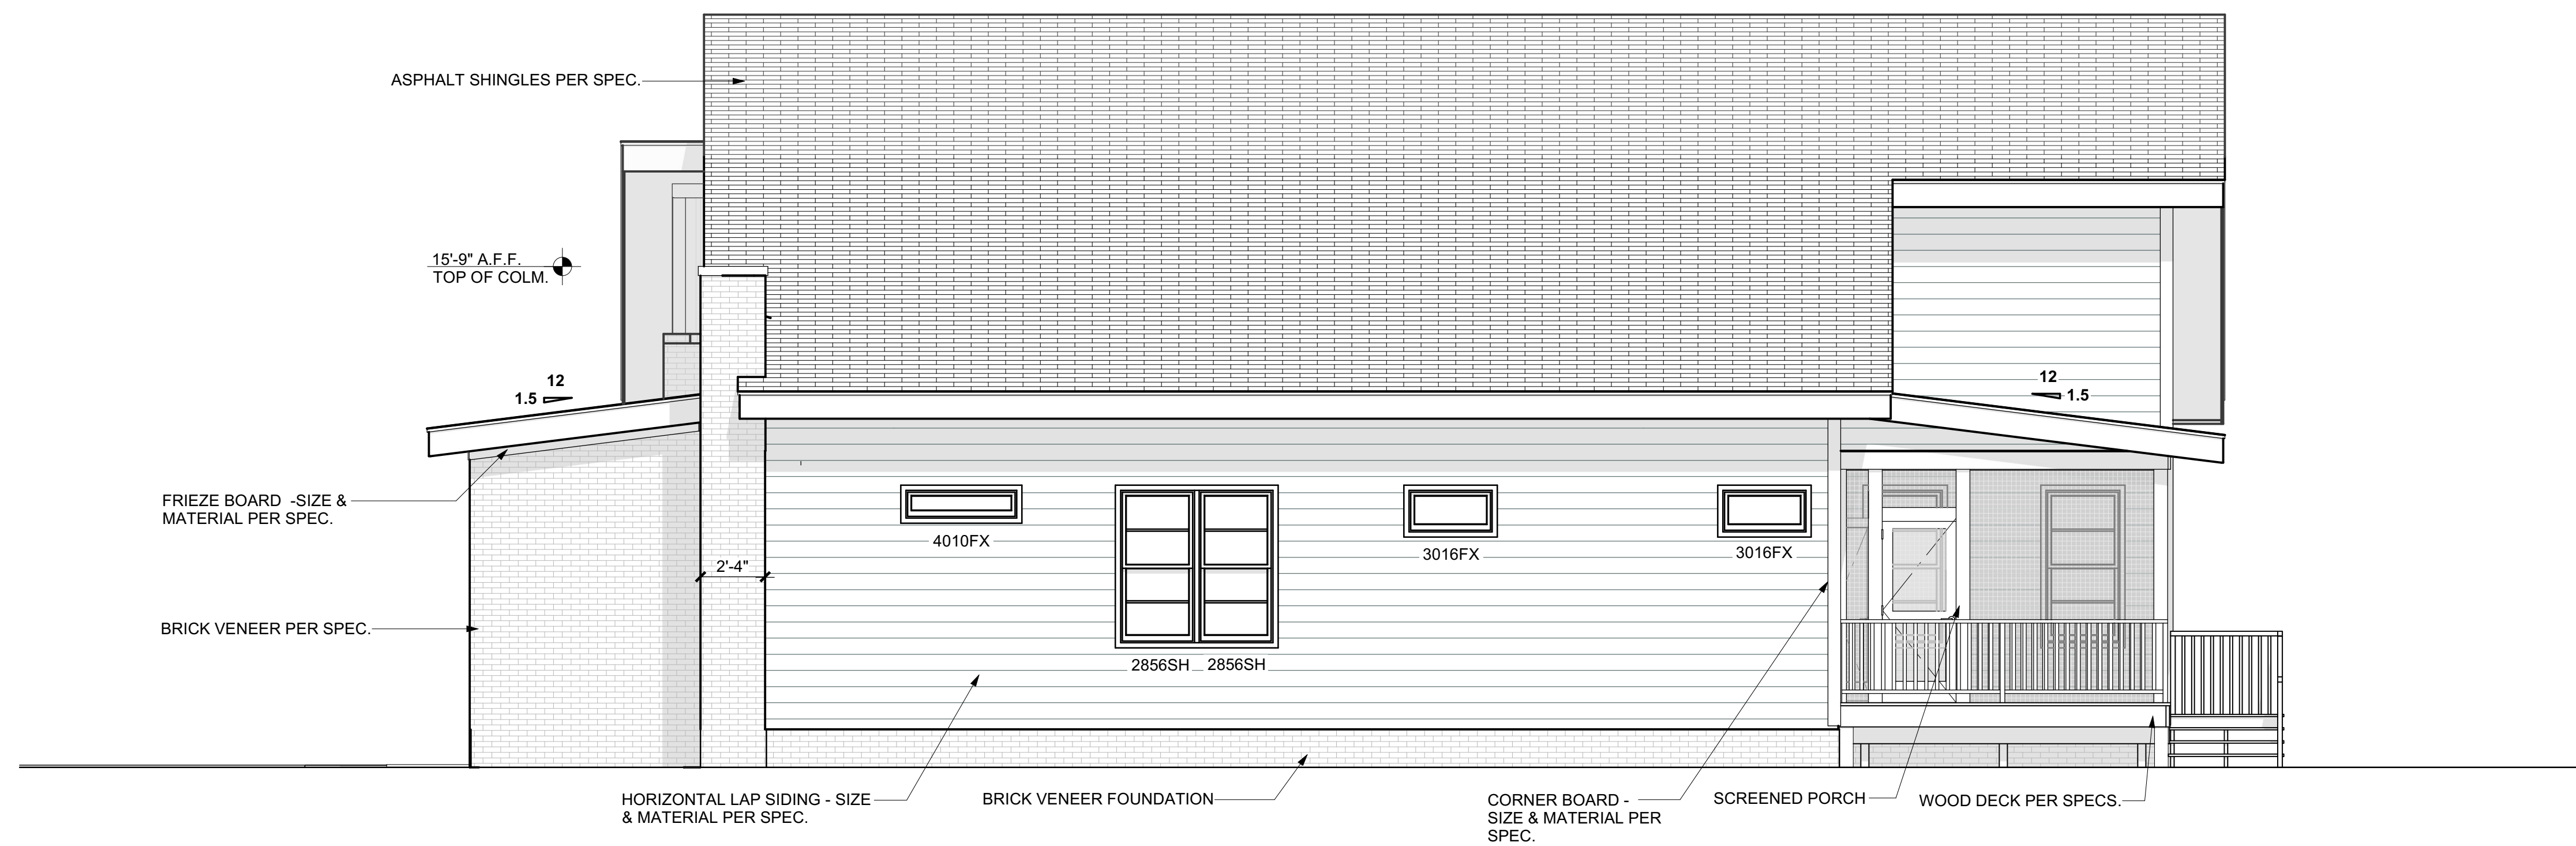 ASPHALT SHINGLES PER SPEC.
15'-9" A.F.F.
TOP OF COLM.
12
1.5
12
1.5
FRIEZE BOARD -SIZE &
MATERIAL PER SPEC.
4010FX
3016FX
3016FX
2'-4"
BRICK VENEER PER SPEC.
2856SH
2856SH
HORIZONTAL LAP SIDING - SIZE
& MATERIAL PER SPEC.
BRICK VENEER FOUNDATION
CORNER BOARD -
SIZE & MATERIAL PER
SPEC.
SCREENED PORCH
WOOD DECK PER SPECS.